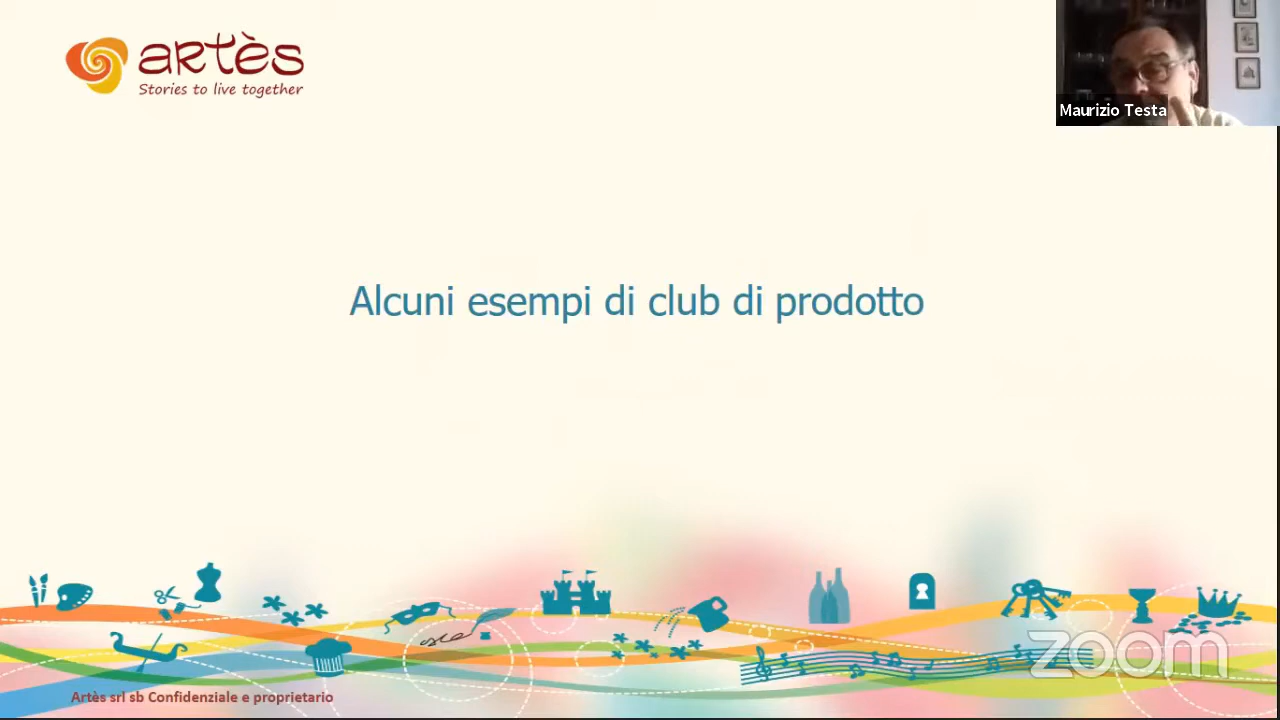 artès
Stories to live together
Maurizio Testa
Alcuni esempi di club di prodotto
zoom
Artès srl sb Confidenziale e proprietario